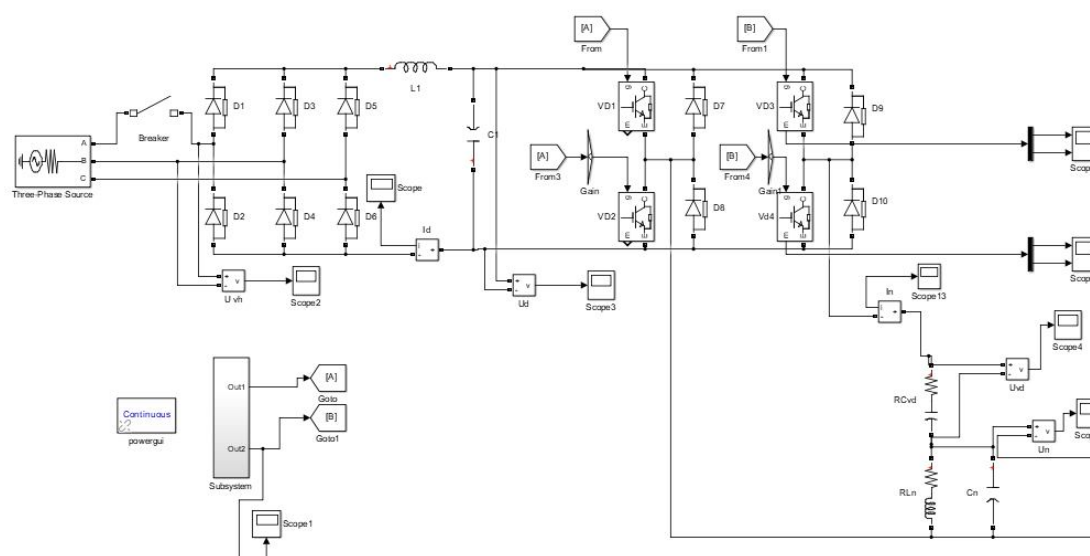 [A]
From
[B]
From1
D1
D3
D5
L1
VD1
D7
VD3
D9
g
C
E
g
C
E
Breaker
A
B
C
Three-Phase Source
C1
[A]
From3
Gain
[B]
From4
Gain1
Scope
D2
D4
D6
Id
VD2
D8
Vd4
D10
g
C
E
g
C
E
i
+
-
U vh
+
-
v
Scope2
Ud
+
-
v
Scope3
In
i
+
-
Scope13
Scope4
Uvd
+
-
v
RCvd
Un
+
-
v
RLn
Cn
Continuous
powergui
Out1
Out2
Subsystem
[A]
Goto
[B]
Goto1
Scope1